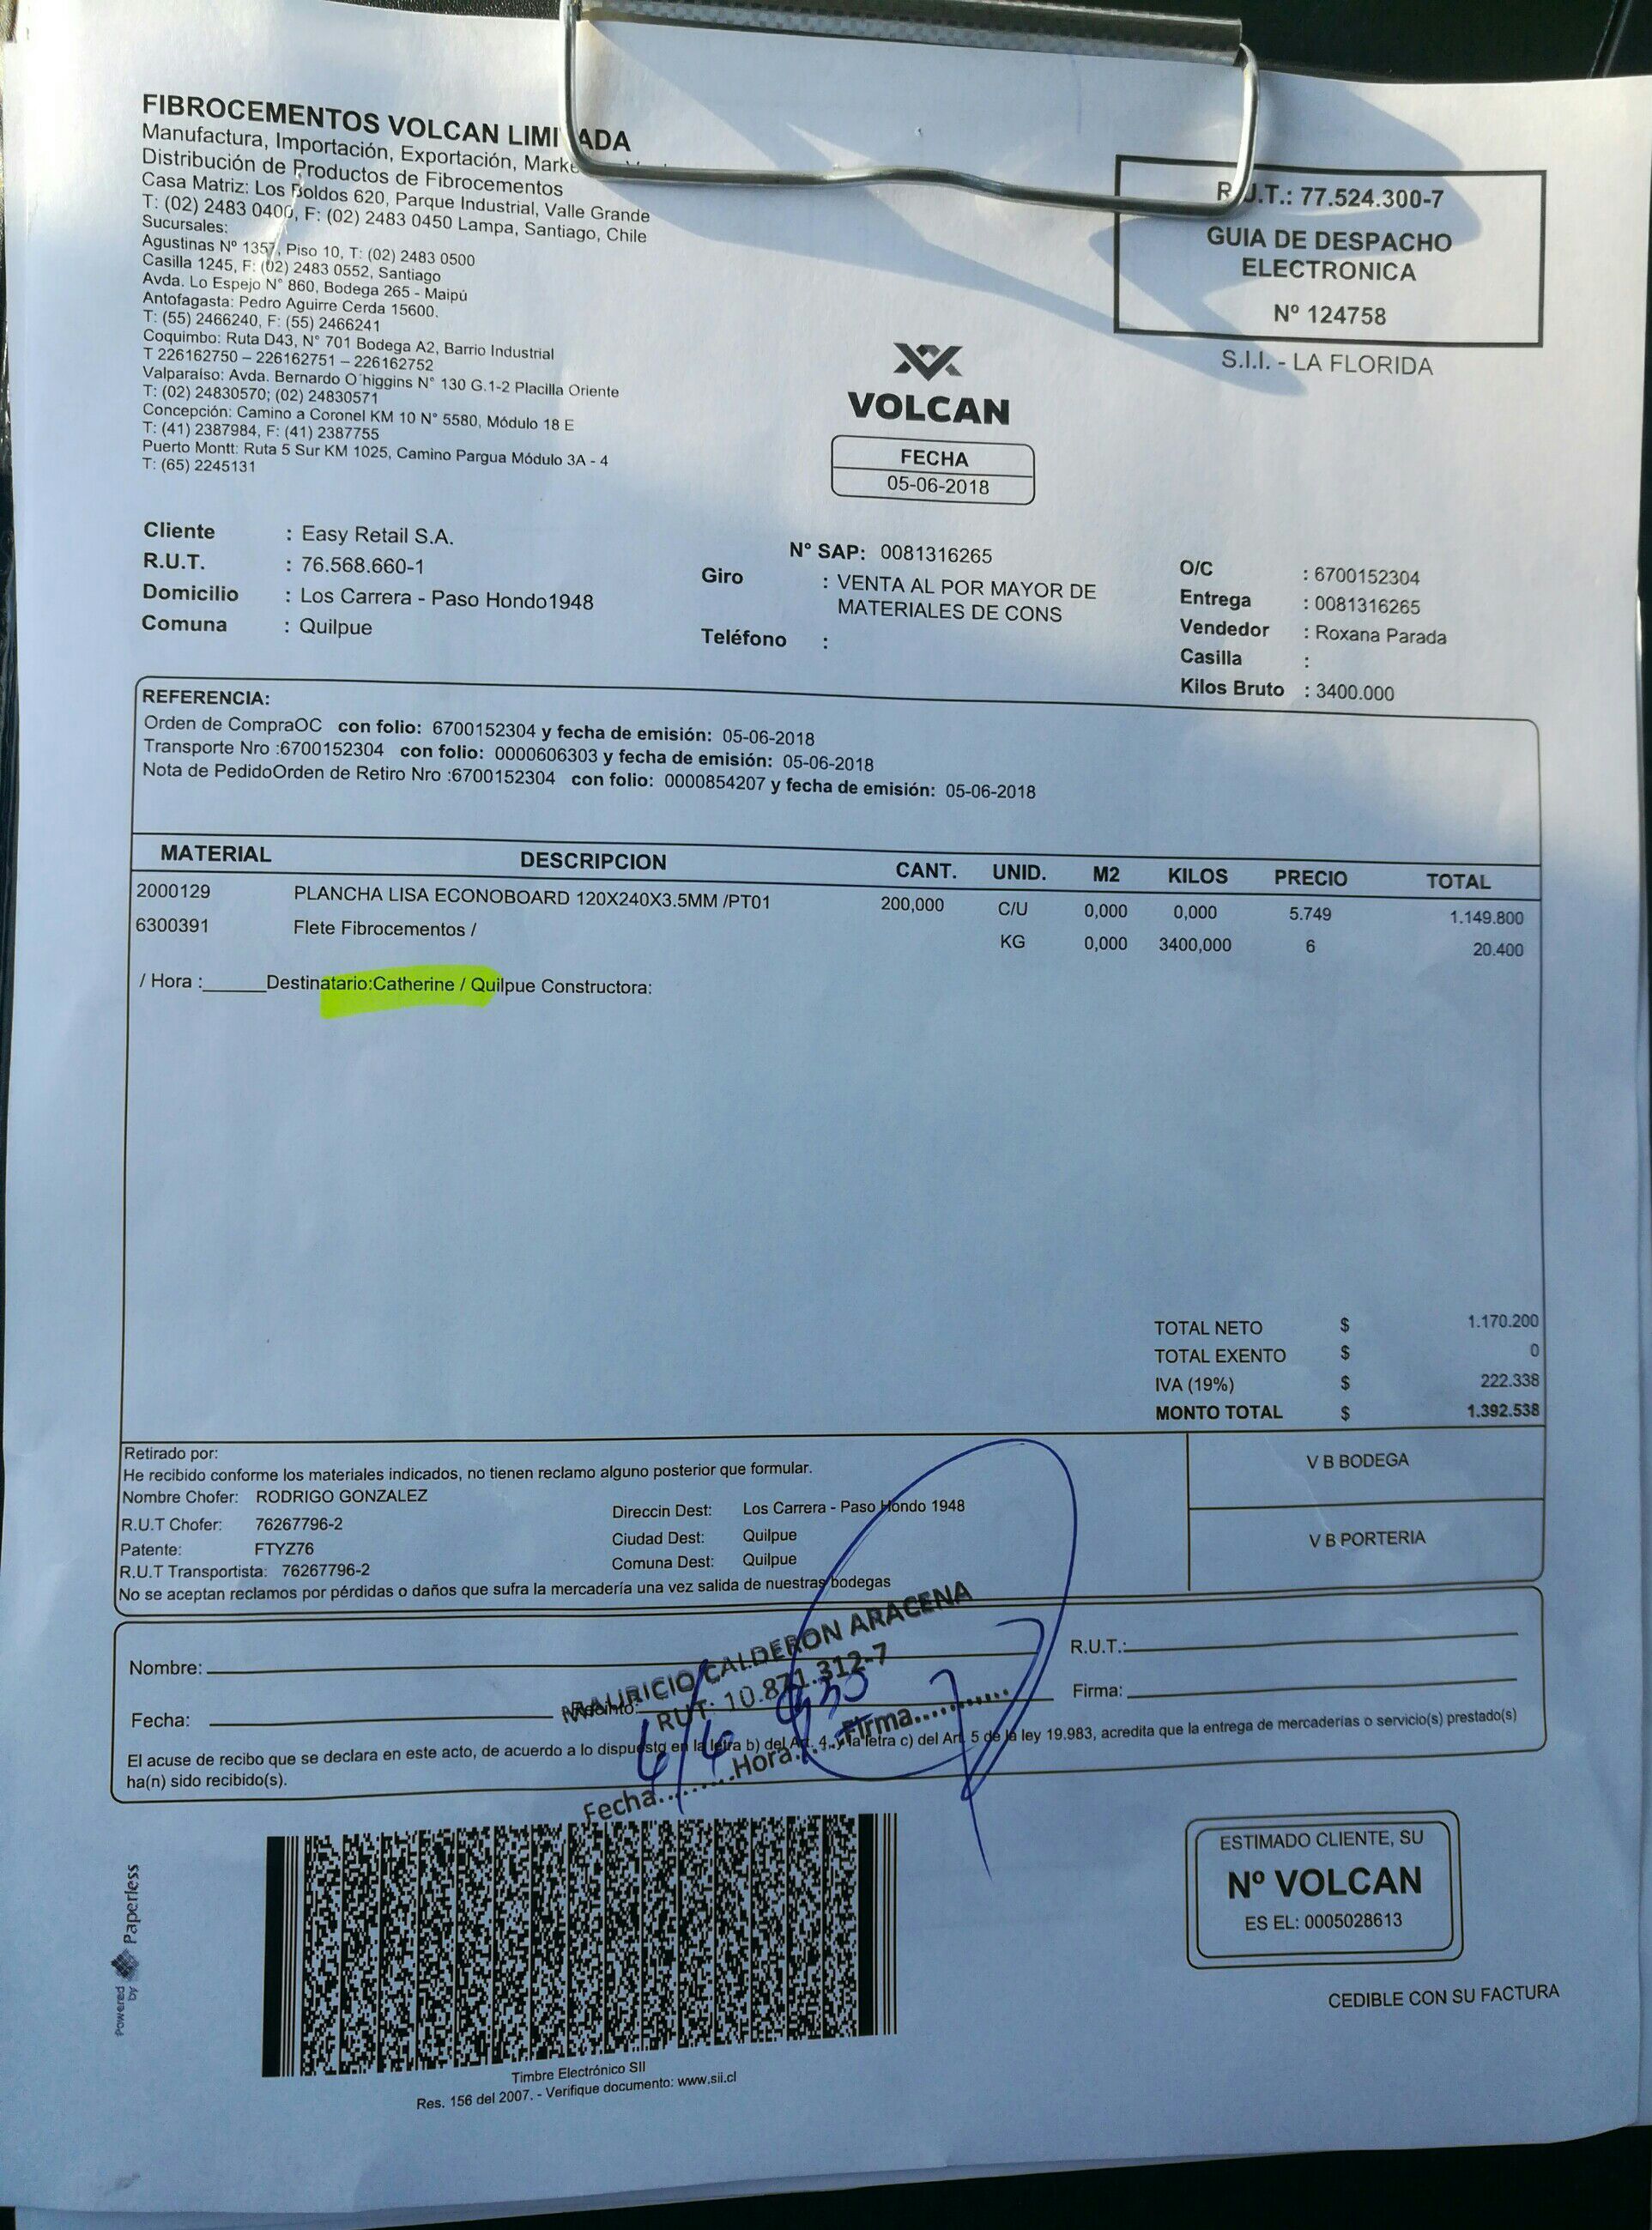 FIBROCEMENTOS VOLCAN LIMI ADA
Manufactura, Importación, Exportación, Marke
Distribución de Productos de Fibrocementos
Casa Matriz: Los Boldos 620, Parque Industrial, Valle Grande
T: (02) 2483 0400, F: (02) 2483 0450 Lampa, Santiago, Chile
Sucursales:
Agustinas Nº 1357, Piso 10, T: (02) 2483 0500
Casilla 1245, F: (02) 2483 0552, Santiago
Avda. Lo Espejo N° 860, Bodega 265 - Maipú
Antofagasta: Pedro Aguirre Cerda 15600.
T: (55) 2466240, F: (55) 2466241
Coquimbo: Ruta D43, N° 701 Bodega A2, Barrio Industrial
T 226162750 – 226162751 – 226162752
Valparaíso: Avda. Bernardo O´higgins N° 130 G.1-2 Placilla Oriente
T: (02) 24830570; (02) 24830571
Concepción: Camino a Coronel KM 10 N° 5580, Módulo 18 E
T: (41) 2387984, F: (41) 2387755
Puerto Montt: Ruta 5 Sur KM 1025, Camino Pargua Módulo 3A - 4
T: (65) 2245131
R.U.T.: 77.524.300-7
GUIA DE DESPACHO
ELECTRONICA
Nº 124758
S.I.I. - LA FLORIDA
VOLCAN
FECHA
05-06-2018
Cliente : Easy Retail S.A.
R.U.T. : 76.568.660-1
Domicilio : Los Carrera - Paso Hondo1948
Comuna : Quilpue
N° SAP: 0081316265
Giro : VENTA AL POR MAYOR DE
MATERIALES DE CONS
Teléfono :
O/C : 6700152304
Entrega : 0081316265
Vendedor : Roxana Parada
Casilla :
Kilos Bruto : 3400.000
REFERENCIA:
Orden de CompraOC con folio: 6700152304 y fecha de emisión: 05-06-2018
Transporte Nro :6700152304 con folio: 0000606303 y fecha de emisión: 05-06-2018
Nota de PedidoOrden de Retiro Nro :6700152304 con folio: 0000854207 y fecha de emisión: 05-06-2018
MATERIAL DESCRIPCION CANT. UNID. M2 KILOS PRECIO TOTAL
2000129 PLANCHA LISA ECONOBOARD 120X240X3.5MM /PT01 200,000 C/U 0,000 0,000 5.749 1.149.800
6300391 Flete Fibrocementos / KG 0,000 3400,000 6 20.400
/ Hora :______Destinatario:Catherine / Quilpue Constructora:
TOTAL NETO $ 1.170.200
TOTAL EXENTO $ 0
IVA (19%) $ 222.338
MONTO TOTAL $ 1.392.538
Retirado por:
He recibido conforme los materiales indicados, no tienen reclamo alguno posterior que formular.
Nombre Chofer: RODRIGO GONZALEZ
R.U.T Chofer: 76267796-2
Patente: FTYZ76
R.U.T Transportista: 76267796-2
Direccin Dest: Los Carrera - Paso Hondo 1948
Ciudad Dest: Quilpue
Comuna Dest: Quilpue
No se aceptan reclamos por pérdidas o daños que sufra la mercadería una vez salida de nuestras bodegas
V B BODEGA
V B PORTERIA
Nombre:
R.U.T.:
Fecha:
Recinto:
Firma:
MAURICIO CALDERON ARACENA
RUT: 10.871.312-7
Fecha.........Hora.........Firma...........
6/6
El acuse de recibo que se declara en este acto, de acuerdo a lo dispuesto en la letra b) del Art. 4, y la letra c) del Art. 5 de la ley 19.983, acredita que la entrega de mercaderías o servicio(s) prestado(s)
ha(n) sido recibido(s).
Powered by Paperless
Timbre Electrónico SII
Res. 156 del 2007. - Verifique documento: www.sii.cl
ESTIMADO CLIENTE, SU
Nº VOLCAN
ES EL: 0005028613
CEDIBLE CON SU FACTURA